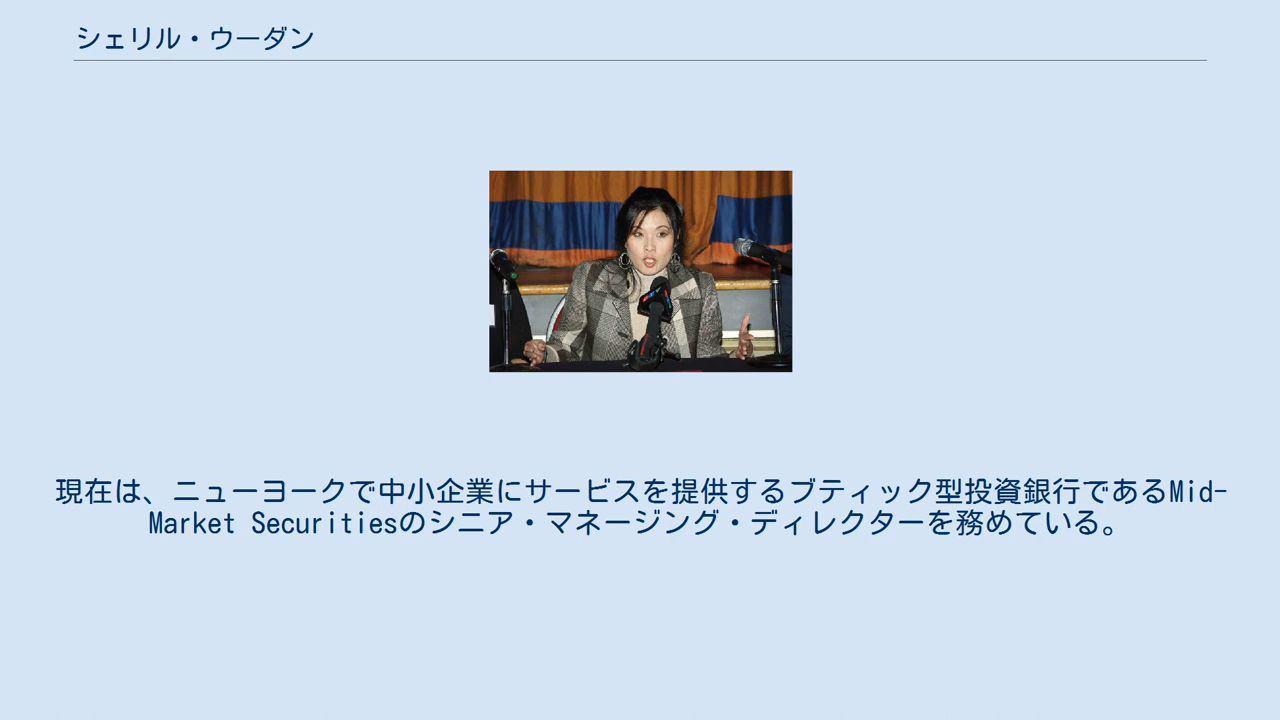 シェリル・ウーダン
現在は、ニューヨークで中小企業にサービスを提供するブティック型投資銀行であるMid-
Market Securitiesのシニア・マネージング・ディレクターを務めている。